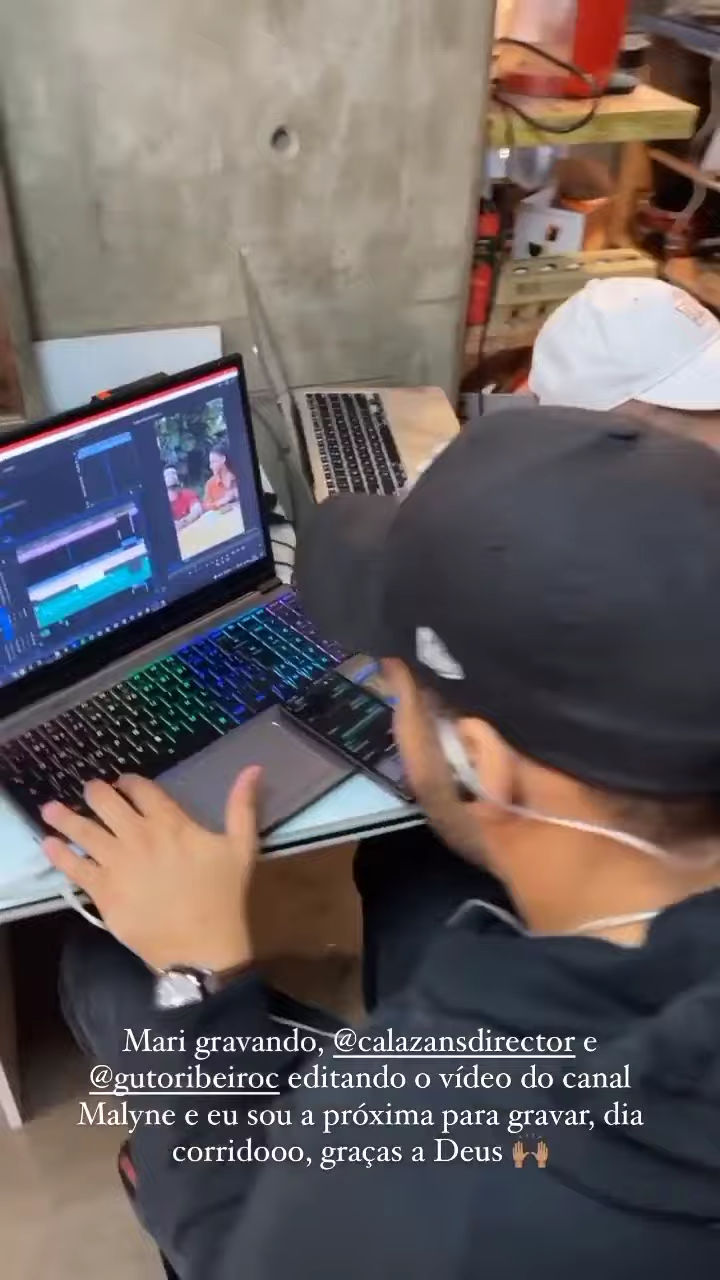 Mari gravando, @calazansdirector e
@gutoribeiroc editando o vídeo do canal
Malyne e eu sou a próxima para gravar, dia
corridooo, graças a Deus 🙌🏽